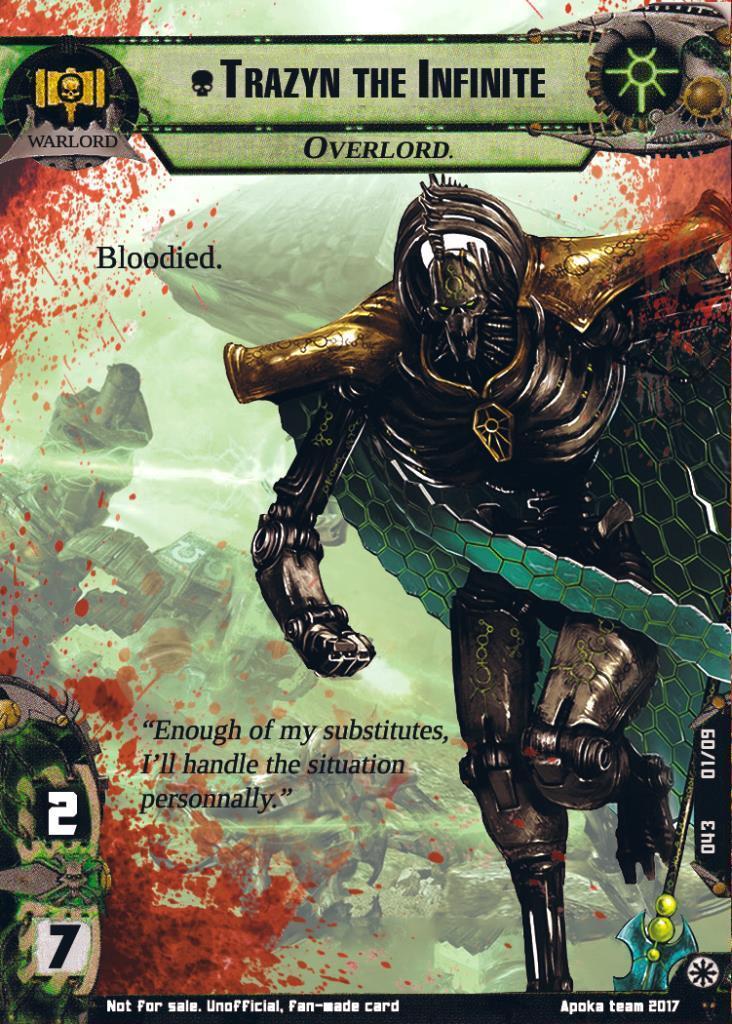 TRAZYN THE INFINITE
WARLORD
OVERLORD.
Bloodied.
“Enough of my substitutes,
I’ll handle the situation
personnally.”
2
7
043 01/09
Not for sale. Unofficial, fan-made card
Apoka team 2017